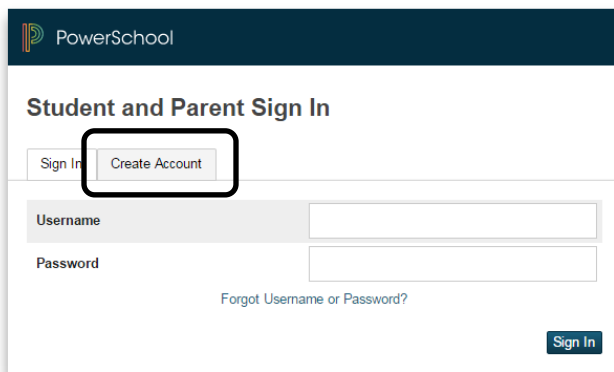 PowerSchool
Student and Parent Sign In
Sign In Create Account
Username
Password
Forgot Username or Password?
Sign In